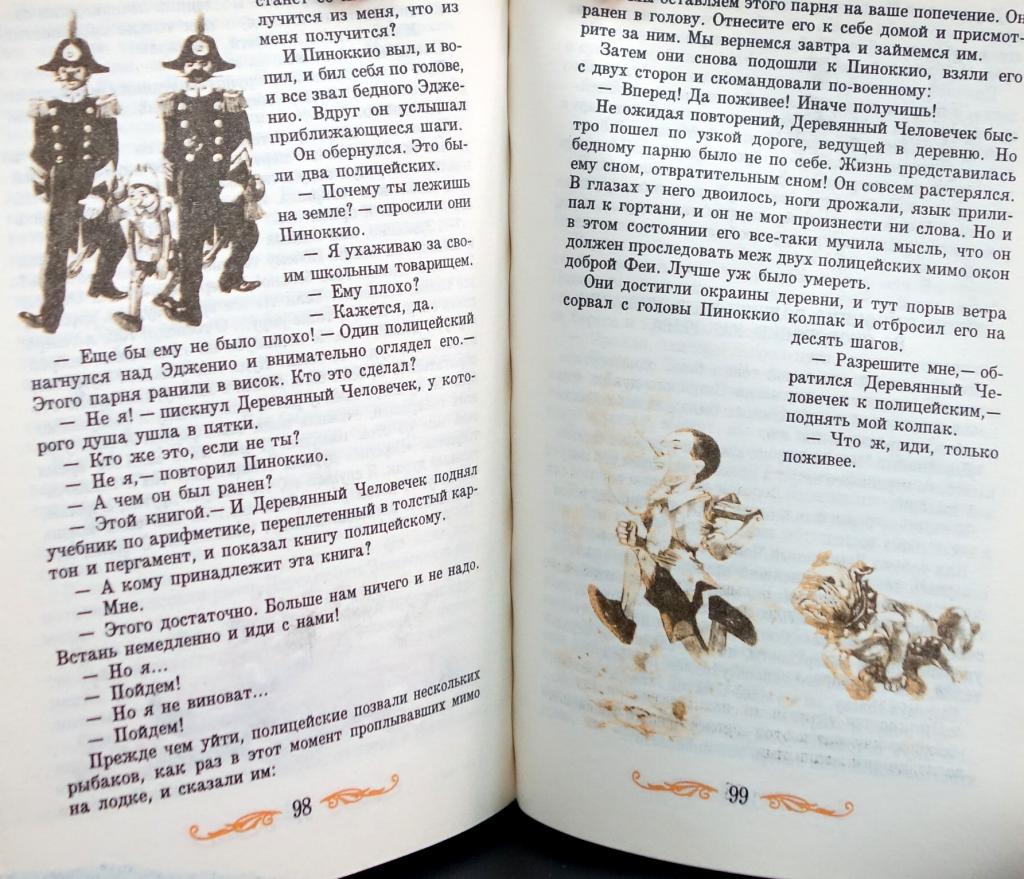 лучится из меня, что из
меня получится?
И Пиноккио выл, и во-
пил, и бил себя по голове,
и все звал бедного Эдже-
нио. Вдруг он услышал
приближающиеся шаги.
Он обернулся. Это бы-
ли два полицейских.
— Почему ты лежишь
на земле? — спросили они
Пиноккио.
— Я ухаживаю за сво-
им школьным товарищем.
— Ему плохо?
— Кажется, да.
— Еще бы ему не было плохо! — Один полицейский
нагнулся над Эдженио и внимательно оглядел его.—
Этого парня ранили в висок. Кто это сделал?
— Не я! — пискнул Деревянный Человечек, у кото-
рого душа ушла в пятки.
— Кто же это, если не ты?
— Не я,— повторил Пиноккио.
— А чем он был ранен?
— Этой книгой.— И Деревянный Человечек поднял
учебник по арифметике, переплетенный в толстый кар-
тон и пергамент, и показал книгу полицейскому.
— А кому принадлежит эта книга?
— Мне.
— Этого достаточно. Больше нам ничего и не надо.
Встань немедленно и иди с нами!
— Но я...
— Пойдем!
— Но я не виноват...
— Пойдем!
Прежде чем уйти, полицейские позвали нескольких
рыбаков, как раз в этот момент проплывавших мимо
на лодке, и сказали им:
98
оставляем этого парня на ваше попечение. Он
ранен в голову. Отнесите его к себе домой и присмот-
рите за ним. Мы вернемся завтра и займемся им.
Затем они снова подошли к Пиноккио, взяли его
с двух сторон и скомандовали по-военному:
— Вперед! Да поживее! Иначе получишь!
Не ожидая повторений, Деревянный Человечек быс-
тро пошел по узкой дороге, ведущей в деревню. Но
бедному парню было не по себе. Жизнь представилась
ему сном, отвратительным сном! Он совсем растерялся.
В глазах у него двоилось, ноги дрожали, язык прили-
пал к гортани, и он не мог произнести ни слова. Но и
в этом состоянии его все-таки мучила мысль, что он
должен проследовать меж двух полицейских мимо окон
доброй Феи. Лучше уж было умереть.
Они достигли окраины деревни, и тут порыв ветра
сорвал с головы Пиноккио колпак и отбросил его на
десять шагов.
— Разрешите мне,— об-
ратился Деревянный Че-
ловечек к полицейским,—
поднять мой колпак.
— Что ж, иди, только
поживее.
99